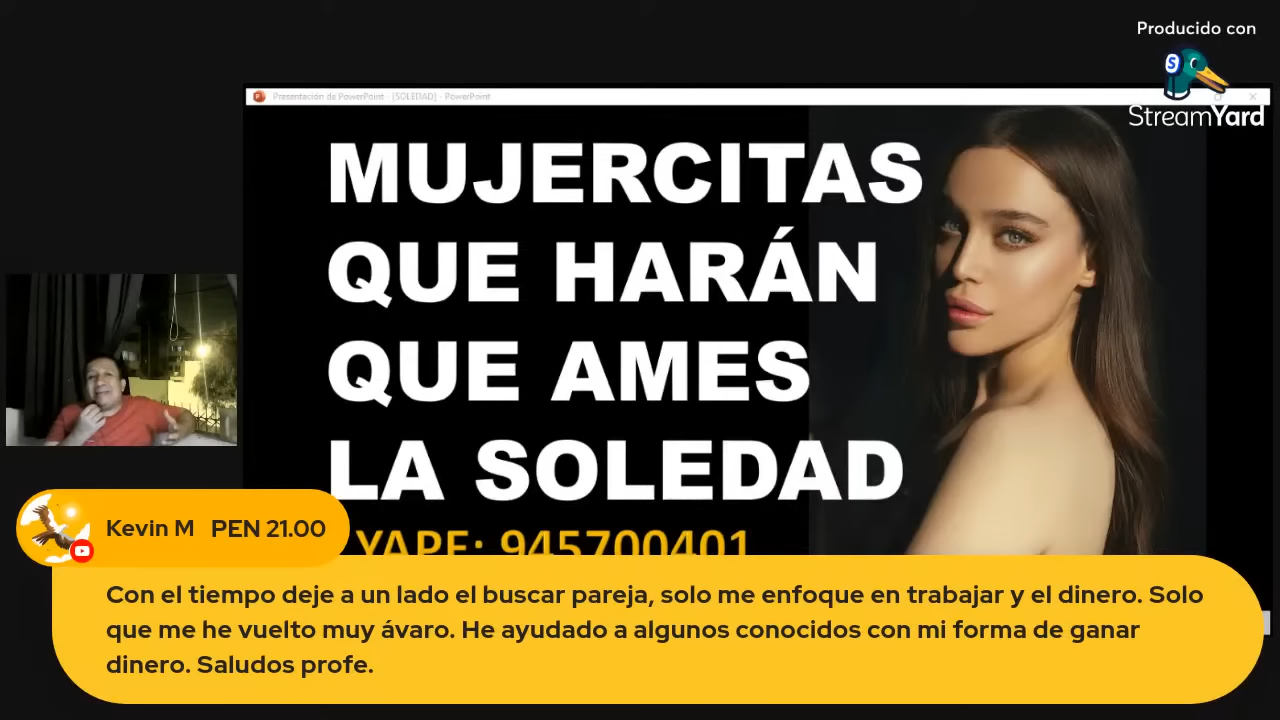 Producido con
StreamYard
Presentación de PowerPoint - [SOLEDAD] - PowerPoint
MUJERCITAS
QUE HARÁN
QUE AMES
LA SOLEDAD
YAPE: 945700401
Kevin M PEN 21.00
Con el tiempo deje a un lado el buscar pareja, solo me enfoque en trabajar y el dinero. Solo
que me he vuelto muy ávaro. He ayudado a algunos conocidos con mi forma de ganar
dinero. Saludos profe.